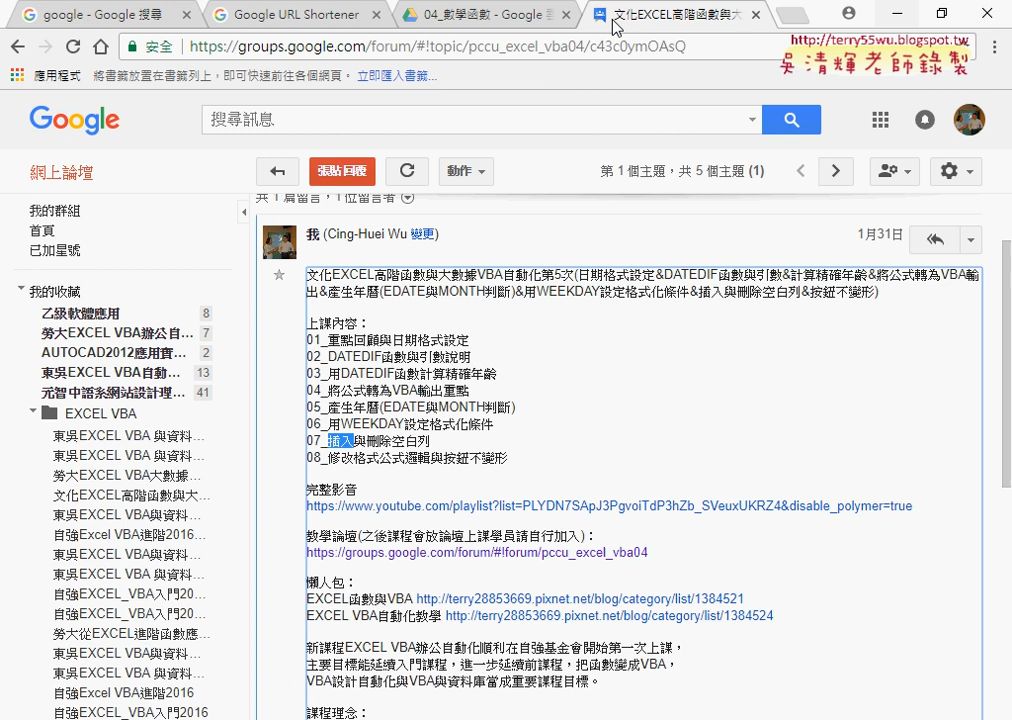 google - Google 搜尋
Google URL Shortener
04_數學函數 - Google 雲
文化EXCEL高階函數與大
安全
https://groups.google.com/forum/#!topic/pccu_excel_vba04/c43c0ymOAsQ
http://terry55wu.blogspot.tw
吳清輝老師錄製
應用程式
將書籤放置在書籤列上，即可快速前往各個網頁。 立即匯入書籤...
Google
搜尋訊息
網上論壇
張貼回覆
動作
第 1 個主題，共 5 個主題 (1)
共 1 篇留言，1 位留言者
我的群組
首頁
已加星號
我的收藏
乙級軟體應用 8
勞大EXCEL VBA辦公自... 7
AUTOCAD2012應用實... 2
東吳EXCEL VBA自動... 13
元智中語系網站設計理... 41
EXCEL VBA
東吳EXCEL VBA 與資料...
東吳EXCEL VBA 與資料...
勞大EXCEL VBA大數據...
文化EXCEL高階函數與大...
東吳EXCEL VBA與資料...
自強Excel VBA進階2016...
東吳EXCEL VBA與資料...
東吳EXCEL VBA 與資料...
自強EXCEL_VBA入門20...
自強EXCEL_VBA入門20...
勞大從EXCEL進階函數應...
東吳EXCEL VBA與資料...
東吳EXCEL VBA 與資料...
自強Excel VBA進階2016
自強EXCEL_VBA入門2016
我 (Cing-Huei Wu 變更)
1月31日
文化EXCEL高階函數與大數據VBA自動化第5次(日期格式設定&DATEDIF函數與引數&計算精確年齡&將公式轉為VBA輸
出&產生年曆(EDATE與MONTH判斷)&用WEEKDAY設定格式化條件&插入與刪除空白列&按鈕不變形)
上課內容：
01_重點回顧與日期格式設定
02_DATEDIF函數與引數說明
03_用DATEDIF函數計算精確年齡
04_將公式轉為VBA輸出重點
05_產生年曆(EDATE與MONTH判斷)
06_用WEEKDAY設定格式化條件
07_插入與刪除空白列
08_修改格式公式邏輯與按鈕不變形
完整影音
https://www.youtube.com/playlist?list=PLYDN7SApJ3PgvoiTdP3hZb_SVeuxUKRZ4&disable_polymer=true
教學論壇(之後課程會放論壇上課學員請自行加入)：
https://groups.google.com/forum/#!forum/pccu_excel_vba04
懶人包：
EXCEL函數與VBA http://terry28853669.pixnet.net/blog/category/list/1384521
EXCEL VBA自動化教學 http://terry28853669.pixnet.net/blog/category/list/1384524
新課程EXCEL VBA辦公自動化順利在自強基金會開始第一次上課，
主要目標能延續入門課程，進一步延續前課程，把函數變成VBA，
VBA設計自動化與VBA與資料庫當成重要課程目標。
課程理念：